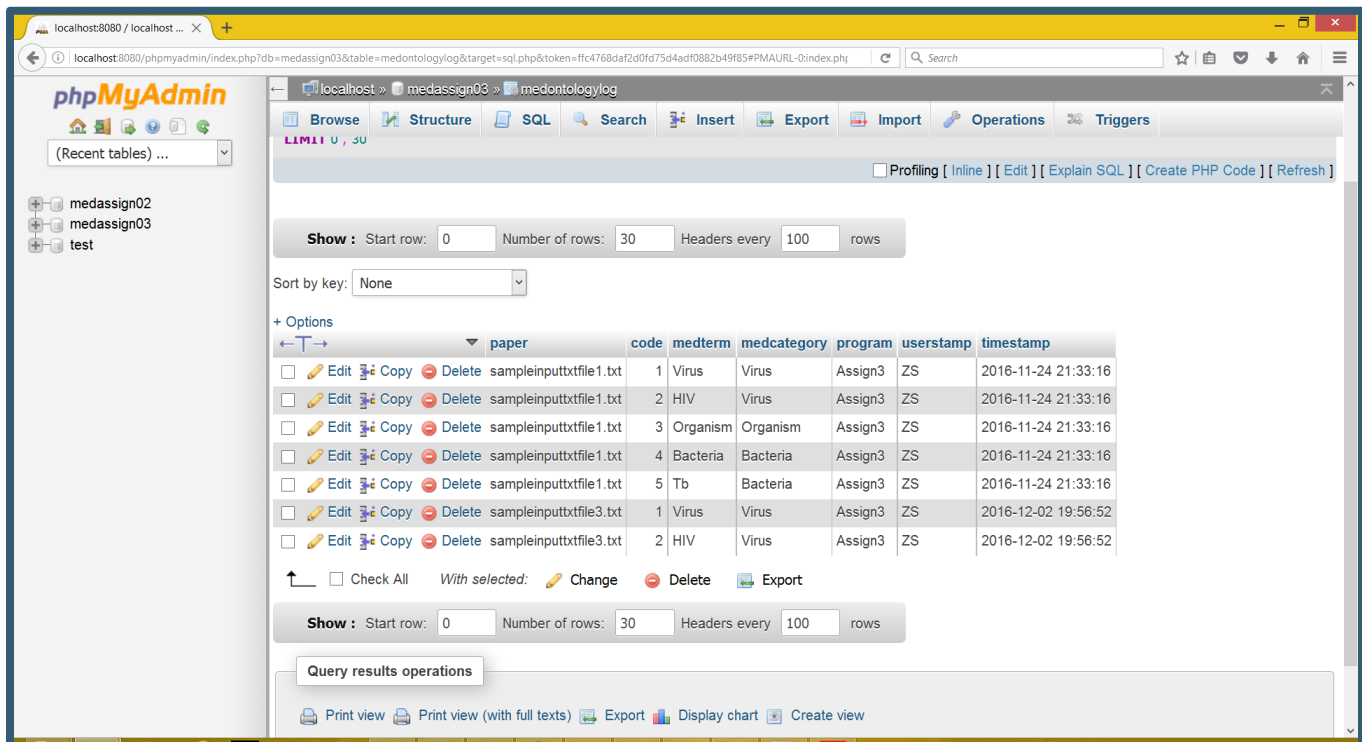 localhost:8080 / localhost ...
localhost:8080/phpmyadmin/index.php?db=medassign03&table=medontologylog&target=sql.php&token=ffc4768daf2d0fd75d4adf0882b49f85#PMAURL-0:index.php
Search
phpMyAdmin
(Recent tables) ...
medassign02
medassign03
test
localhost » medassign03 » medontologylog
Browse Structure SQL Search Insert Export Import Operations Triggers
LIMIT 0 , 30
Profiling [ Inline ] [ Edit ] [ Explain SQL ] [ Create PHP Code ] [ Refresh ]
Show : Start row: 0 Number of rows: 30 Headers every 100 rows
Sort by key: None
+ Options
←T→ paper code medterm medcategory program userstamp timestamp
Edit Copy Delete sampleinputtxtfile1.txt 1 Virus Virus Assign3 ZS 2016-11-24 21:33:16
Edit Copy Delete sampleinputtxtfile1.txt 2 HIV Virus Assign3 ZS 2016-11-24 21:33:16
Edit Copy Delete sampleinputtxtfile1.txt 3 Organism Organism Assign3 ZS 2016-11-24 21:33:16
Edit Copy Delete sampleinputtxtfile1.txt 4 Bacteria Bacteria Assign3 ZS 2016-11-24 21:33:16
Edit Copy Delete sampleinputtxtfile1.txt 5 Tb Bacteria Assign3 ZS 2016-11-24 21:33:16
Edit Copy Delete sampleinputtxtfile3.txt 1 Virus Virus Assign3 ZS 2016-12-02 19:56:52
Edit Copy Delete sampleinputtxtfile3.txt 2 HIV Virus Assign3 ZS 2016-12-02 19:56:52
Check All With selected: Change Delete Export
Show : Start row: 0 Number of rows: 30 Headers every 100 rows
Query results operations
Print view Print view (with full texts) Export Display chart Create view